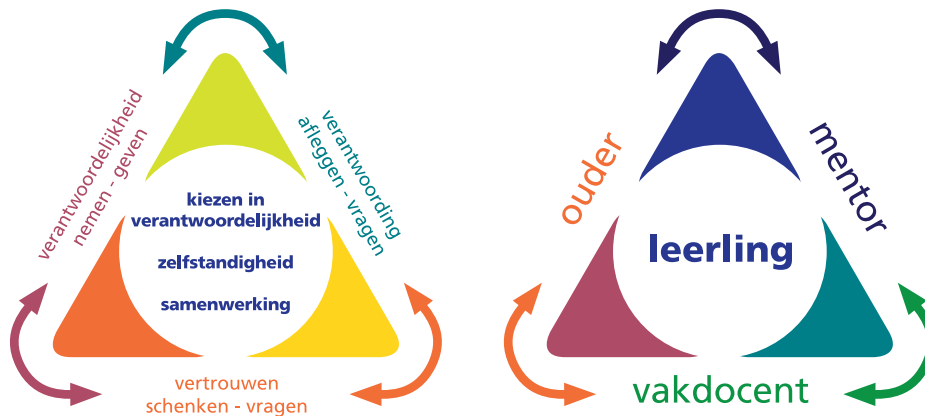 verantwoordelijkheid
nemen - geven
verantwoording
afleggen - vragen
kiezen in
verantwoordelijkheid
zelfstandigheid
samenwerking
vertrouwen
schenken - vragen
ouder
mentor
leerling
vakdocent